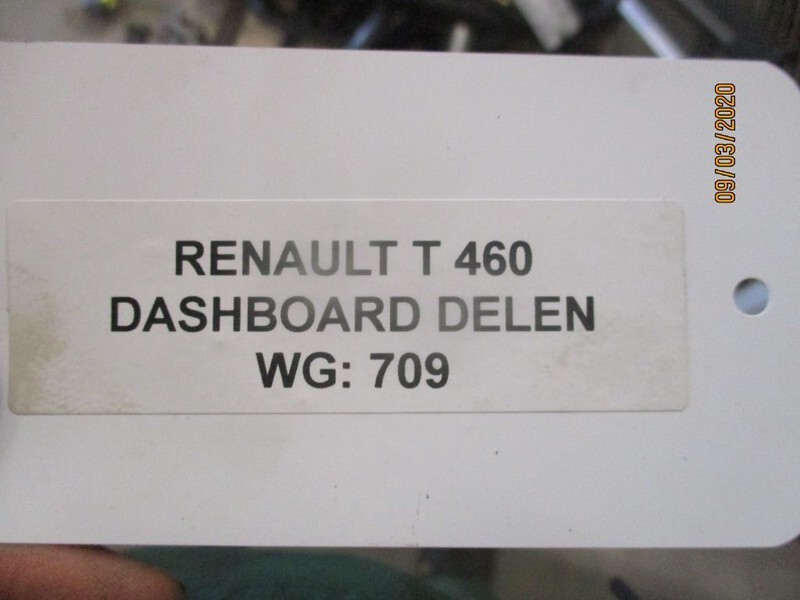 RENAULT T 460
DASHBOARD DELEN
WG: 709
09/03/2020